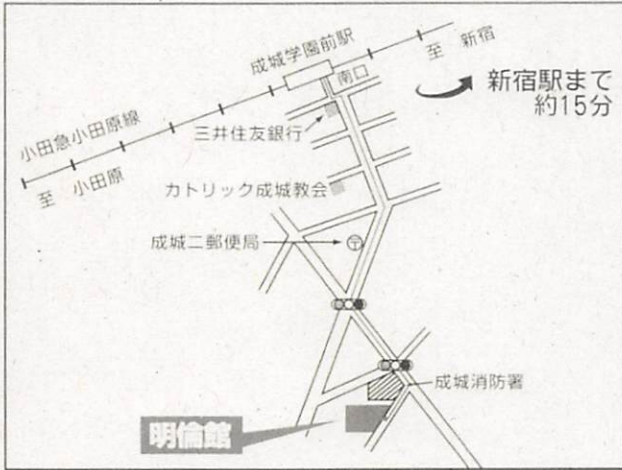 成城学園前駅
至 新宿
南口
新宿駅まで
約15分
小田急小田原線
三井住友銀行
至 小田原
カトリック成城教会
成城二郵便局
〒
成城消防署
明倫館